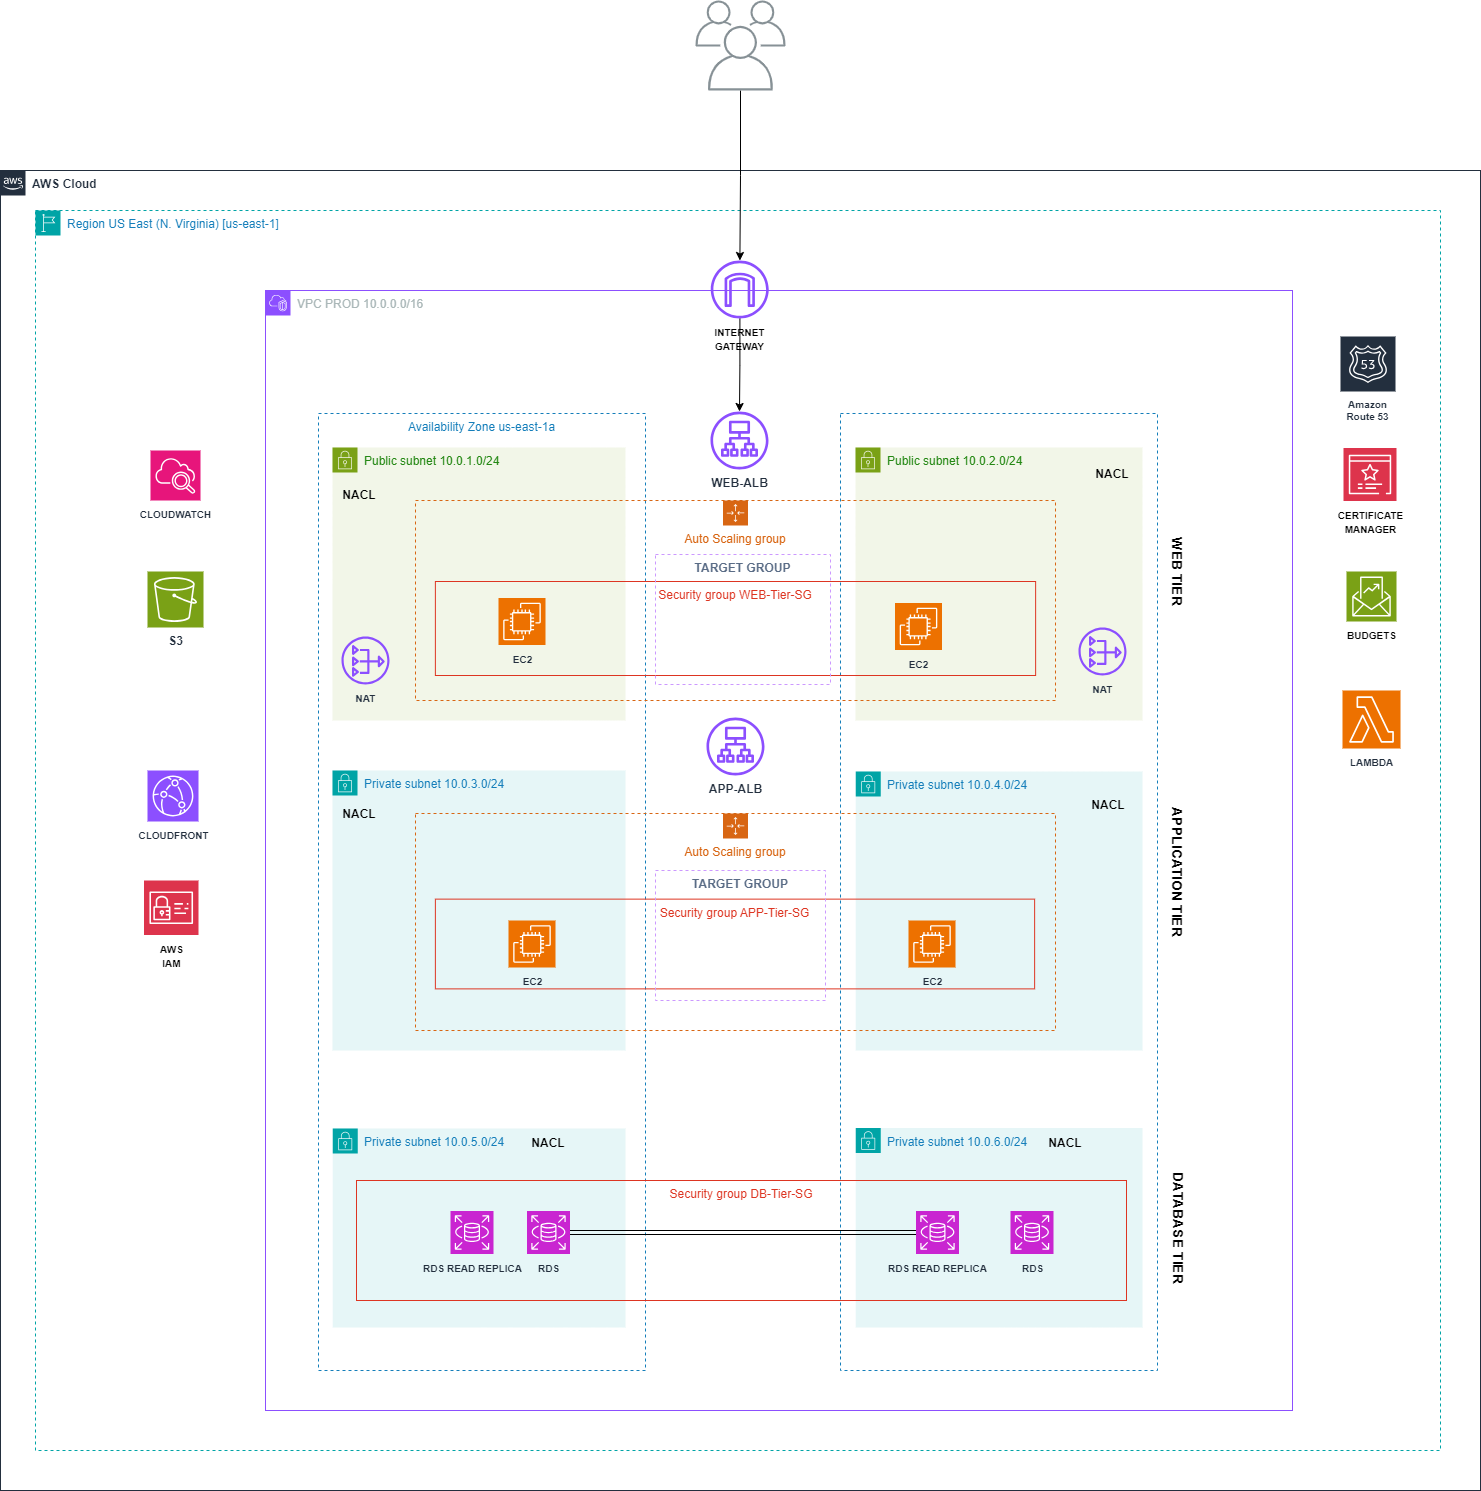 aws
AWS Cloud
Region US East (N. Virginia) [us-east-1]
VPC PROD 10.0.0.0/16
INTERNET
GATEWAY
53
Amazon
Route 53
Availability Zone us-east-1a
WEB-ALB
Public subnet 10.0.1.0/24
Public subnet 10.0.2.0/24
NACL
NACL
CLOUDWATCH
CERTIFICATE
MANAGER
Auto Scaling group
TARGET GROUP
Security group WEB-Tier-SG
WEB TIER
EC2
EC2
S3
BUDGETS
NAT
NAT
LAMBDA
APP-ALB
Private subnet 10.0.3.0/24
Private subnet 10.0.4.0/24
NACL
NACL
CLOUDFRONT
Auto Scaling group
TARGET GROUP
Security group APP-Tier-SG
APPLICATION TIER
EC2
EC2
AWS
IAM
Private subnet 10.0.5.0/24
NACL
Private subnet 10.0.6.0/24
NACL
Security group DB-Tier-SG
DATABASE TIER
RDS READ REPLICA
RDS
RDS READ REPLICA
RDS